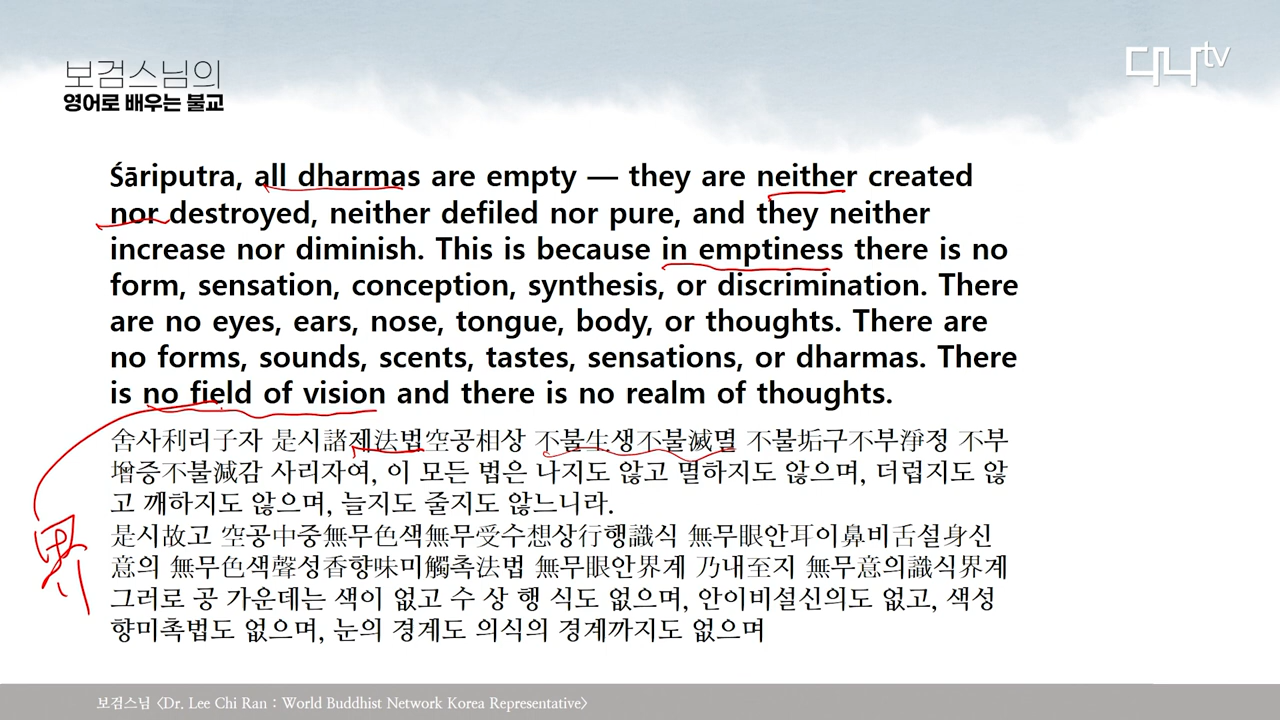 보검스님의
영어로 배우는 불교
다나tv
Śāriputra, all dharmas are empty — they are neither created
nor destroyed, neither defiled nor pure, and they neither
increase nor diminish. This is because in emptiness there is no
form, sensation, conception, synthesis, or discrimination. There
are no eyes, ears, nose, tongue, body, or thoughts. There are
no forms, sounds, scents, tastes, sensations, or dharmas. There
is no field of vision and there is no realm of thoughts.
舍사利리子자 是시諸제法법空공相상 不불生생不불滅멸 不불垢구不부淨정 不부
增증不불減감 사리자여, 이 모든 법은 나지도 않고 멸하지도 않으며, 더럽지도 않
고 깨하지도 않으며, 늘지도 줄지도 않느니라.
是시故고 空공中중無무色색無무受수想상行행識식 無무眼안耳이鼻비舌설身신
意의 無무色색聲성香향味미觸촉法법 無무眼안界계 乃내至지 無무意의識식界계
그러로 공 가운데는 색이 없고 수 상 행 식도 없으며, 안이비설신의도 없고, 색성
향미촉법도 없으며, 눈의 경계도 의식의 경계까지도 없으며
界
보검스님 <Dr. Lee Chi Ran : World Buddhist Network Korea Representative>